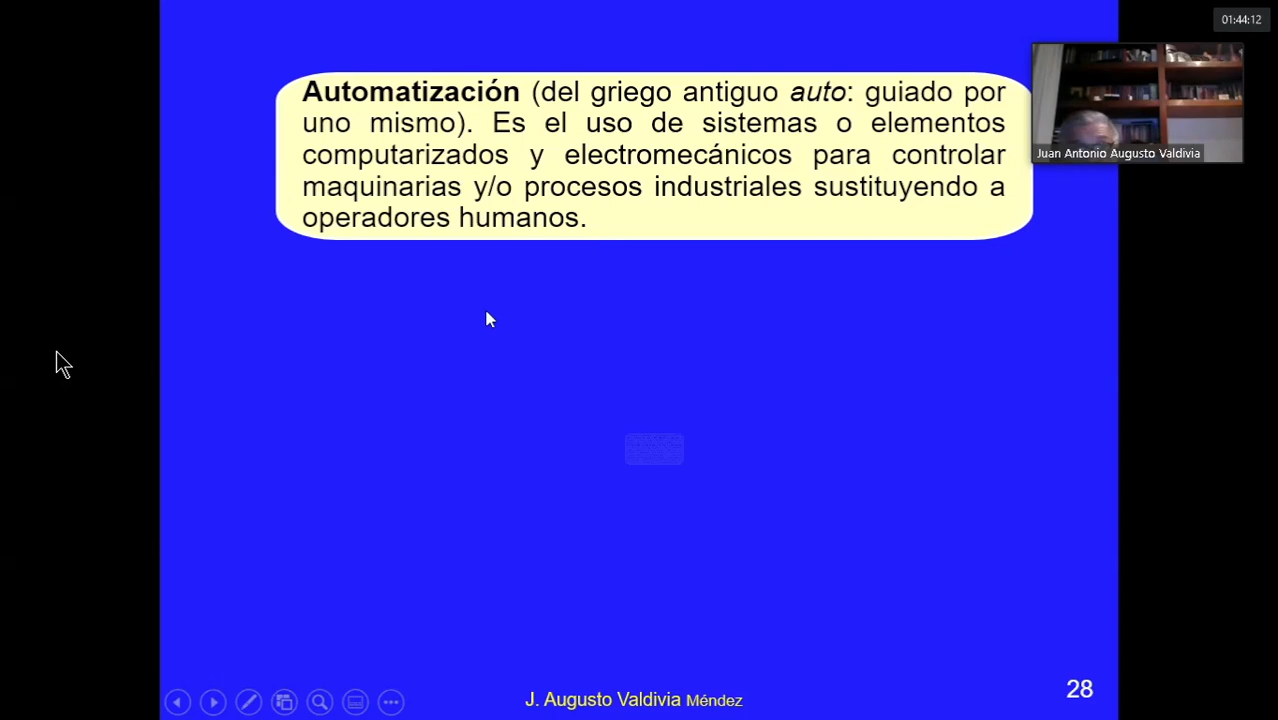 01:44:12
Automatización (del griego antiguo auto: guiado por
uno mismo). Es el uso de sistemas o elementos
computarizados y electromecánicos para controlar
maquinarias y/o procesos industriales sustituyendo a
operadores humanos.
Juan Antonio Augusto Valdivia
J. Augusto Valdivia Méndez
28